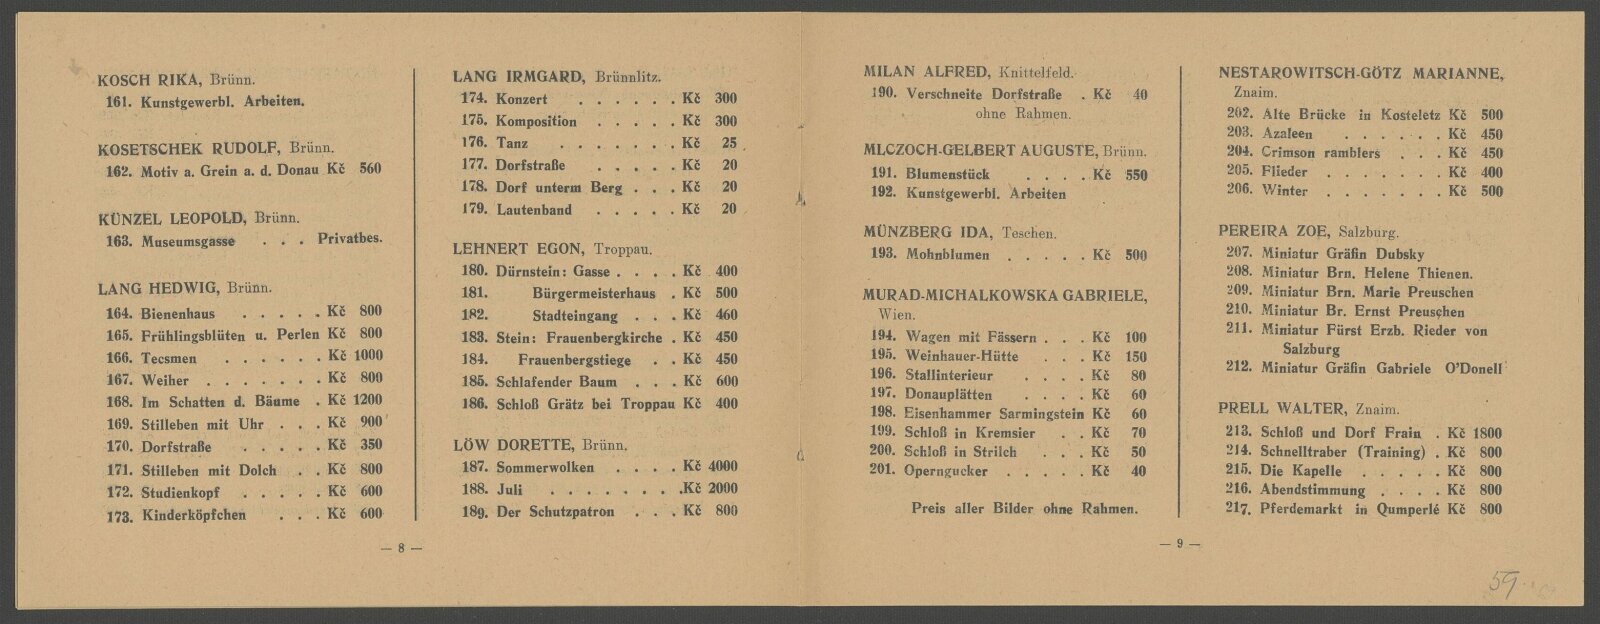 KOSCH RIKA, Brünn.
161. Kunstgewerbl. Arbeiten.
KOSETSCHEK RUDOLF, Brünn.
162. Motiv a. Grein a. d. Donau Kč 560
KÜNZEL LEOPOLD, Brünn.
163. Museumsgasse . . . Privatbes.
LANG HEDWIG, Brünn.
164. Bienenhaus . . . . . Kč 800
165. Frühlingsblüten u. Perlen Kč 800
166. Tecsmen . . . . . . Kč 1000
167. Weiher . . . . . . . Kč 800
168. Im Schatten d. Bäume . Kč 1200
169. Stilleben mit Uhr . . . Kč 900
170. Dorfstraße . . . . . Kč 350
171. Stilleben mit Dolch . . Kč 800
172. Studienkopf . . . . . Kč 600
173. Kinderköpfchen . . . Kč 600
LANG IRMGARD, Brünnlitz.
174. Konzert . . . . . . Kč 300
175. Komposition . . . . . Kč 300
176. Tanz . . . . . . . Kč 25
177. Dorfstraße . . . . . Kč 20
178. Dorf unterm Berg . . . Kč 20
179. Lautenband . . . . . Kč 20
LEHNERT EGON, Troppau.
180. Dürnstein: Gasse . . . . Kč 400
181. Bürgermeisterhaus . Kč 500
182. Stadteingang . . . Kč 460
183. Stein: Frauenbergkirche . Kč 450
184. Frauenbergstiege . . Kč 450
185. Schlafender Baum . . . Kč 600
186. Schloß Grätz bei Troppau Kč 400
LÖW DORETTE, Brünn.
187. Sommerwolken . . . . Kč 4000
188. Juli . . . . . . . . Kč 2000
189. Der Schutzpatron . . . Kč 800
— 8 —
MILAN ALFRED, Knittelfeld.
190. Verschneite Dorfstraße . Kč 40
ohne Rahmen.
MLCZOCH-GELBERT AUGUSTE, Brünn.
191. Blumenstück . . . . Kč 550
192. Kunstgewerbl. Arbeiten
MÜNZBERG IDA, Teschen.
193. Mohnblumen . . . . . Kč 500
MURAD-MICHALKOWSKA GABRIELE,
Wien.
194. Wagen mit Fässern . . . Kč 100
195. Weinhauer-Hütte . . . Kč 150
196. Stallinterieur . . . . Kč 80
197. Donauplätten . . . . Kč 60
198. Eisenhammer Sarmingstein Kč 60
199. Schloß in Kremsier . . Kč 70
200. Schloß in Strilch . . . Kč 50
201. Operngucker . . . . . Kč 40
Preis aller Bilder ohne Rahmen.
NESTAROWITSCH-GÖTZ MARIANNE,
Znaim.
202. Alte Brücke in Kosteletz Kč 500
203. Azaleen . . . . . . Kč 450
204. Crimson ramblers . . . Kč 450
205. Flieder . . . . . . . Kč 400
206. Winter . . . . . . . Kč 500
PEREIRA ZOE, Salzburg.
207. Miniatur Gräfin Dubsky
208. Miniatur Brn. Helene Thienen.
209. Miniatur Brn. Marie Preuschen
210. Miniatur Br. Ernst Preuschen
211. Miniatur Fürst Erzb. Rieder von
Salzburg
212. Miniatur Gräfin Gabriele O'Donell
PRELL WALTER, Znaim.
213. Schloß und Dorf Frain . Kč 1800
214. Schnelltraber (Training) . Kč 800
215. Die Kapelle . . . . . Kč 800
216. Abendstimmung . . . . Kč 800
217. Pferdemarkt in Qumperlé Kč 800
— 9 —
59